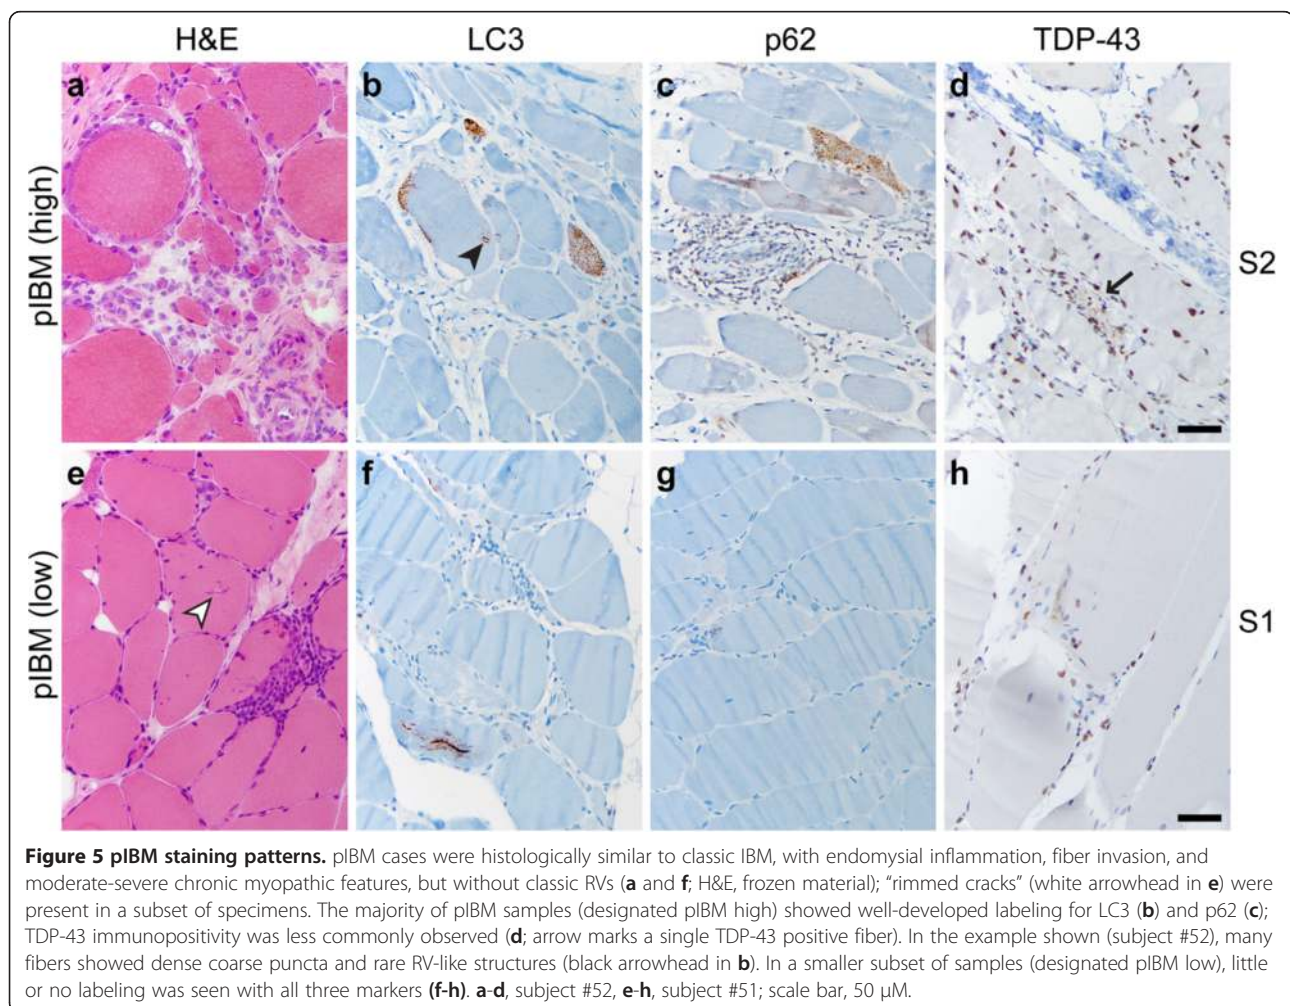 H&E LC3 p62 TDP-43
pIBM (high)
a b c d
S2
pIBM (low)
e f g h
S1
Figure 5 pIBM staining patterns. pIBM cases were histologically similar to classic IBM, with endomysial inflammation, fiber invasion, and
moderate-severe chronic myopathic features, but without classic RVs (a and f; H&E, frozen material); “rimmed cracks” (white arrowhead in e) were
present in a subset of specimens. The majority of pIBM samples (designated pIBM high) showed well-developed labeling for LC3 (b) and p62 (c);
TDP-43 immunopositivity was less commonly observed (d; arrow marks a single TDP-43 positive fiber). In the example shown (subject #52), many
fibers showed dense coarse puncta and rare RV-like structures (black arrowhead in b). In a smaller subset of samples (designated pIBM low), little
or no labeling was seen with all three markers (f-h). a-d, subject #52, e-h, subject #51; scale bar, 50 μM.